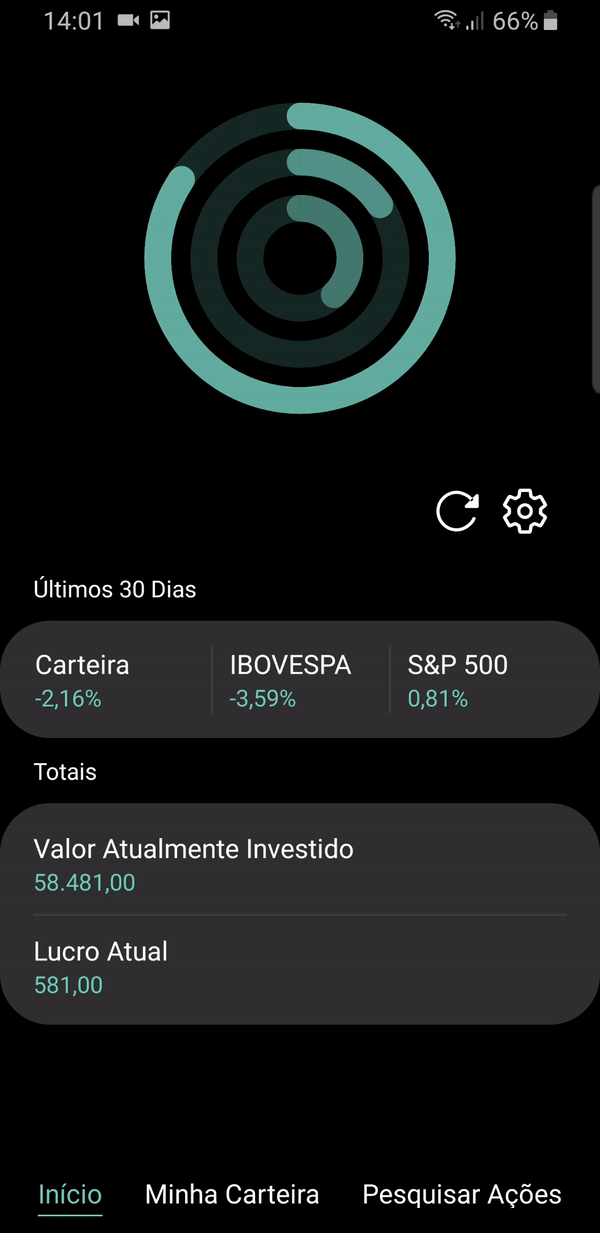 14:01 66%
Últimos 30 Dias
Carteira IBOVESPA S&P 500
-2,16% -3,59% 0,81%
Totais
Valor Atualmente Investido
58.481,00
Lucro Atual
581,00
Início Minha Carteira Pesquisar Ações